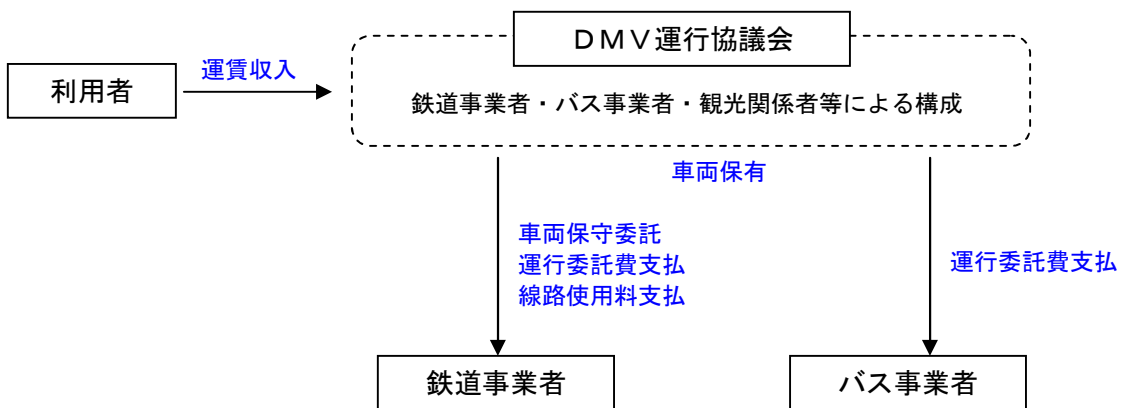 DMV運行協議会
利用者
運賃収入
鉄道事業者・バス事業者・観光関係者等による構成
車両保有
車両保守委託
運行委託費支払
線路使用料支払
運行委託費支払
鉄道事業者
バス事業者